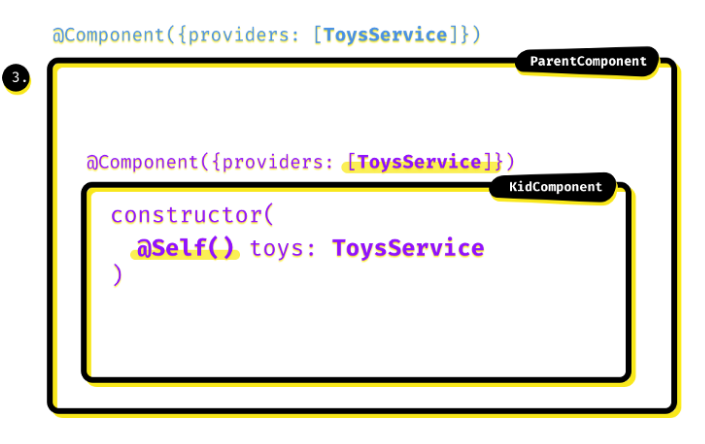 @Component({providers: [ToysService]})
ParentComponent
3.
@Component({providers: [ToysService]})
KidComponent
constructor(
@Self() toys: ToysService
)